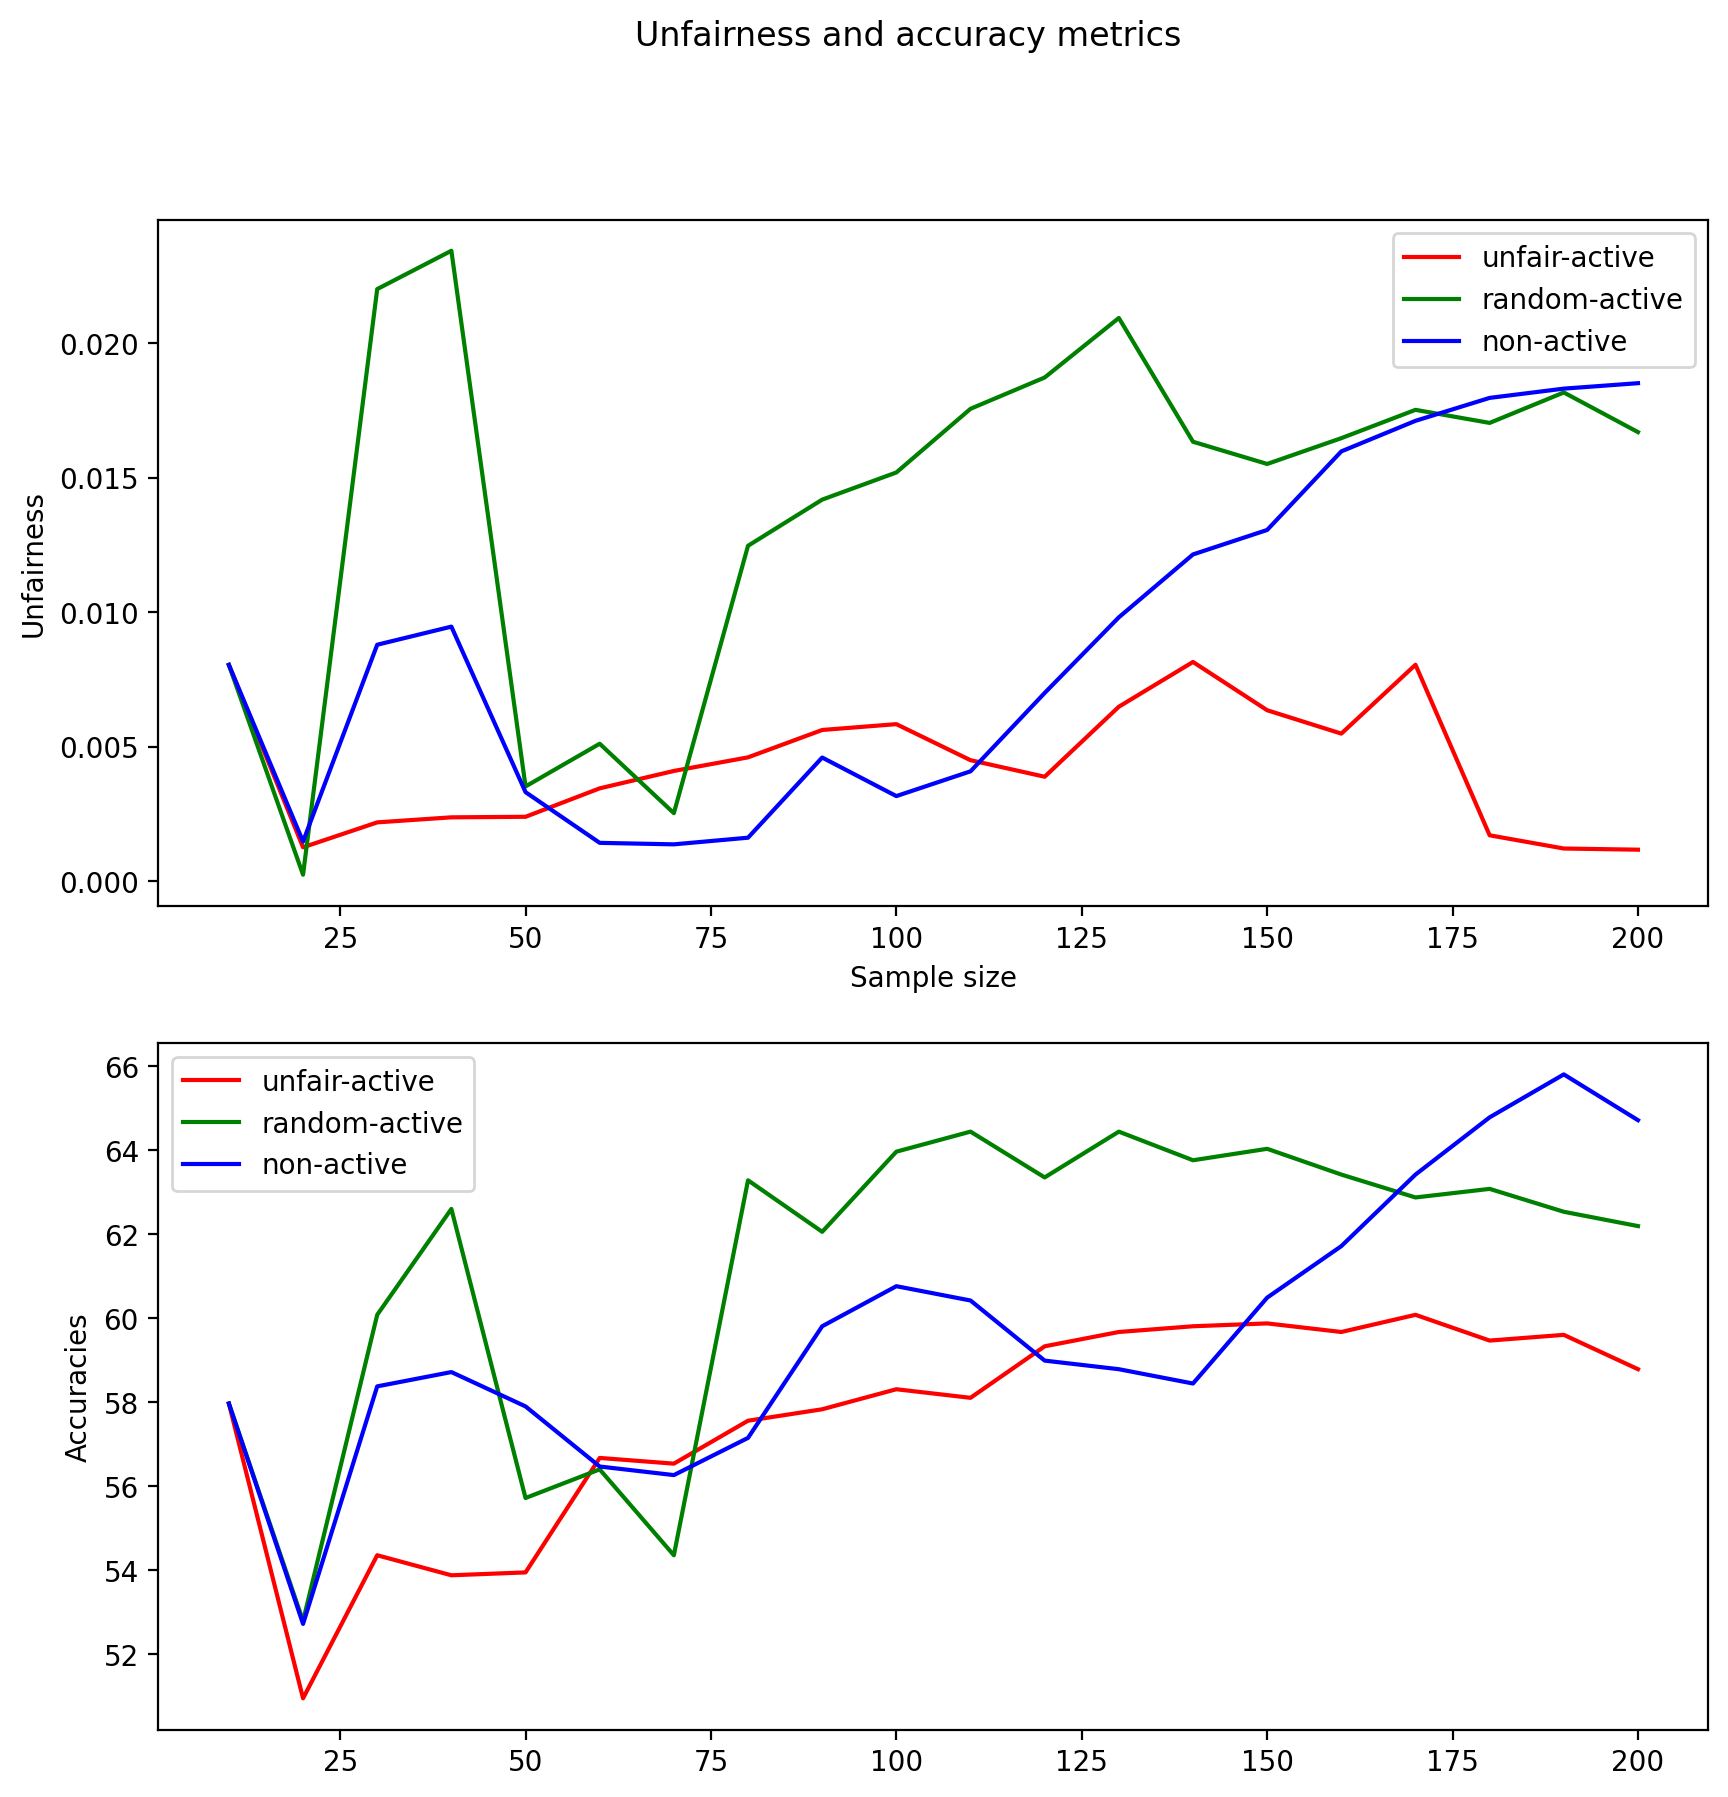 Unfairness and accuracy metrics
unfair-active
random-active
non-active
0.020
0.015
0.010
0.005
0.000
Unfairness
25 50 75 100 125 150 175 200
Sample size
unfair-active
random-active
non-active
66
64
62
60
58
56
54
52
Accuracies
25 50 75 100 125 150 175 200